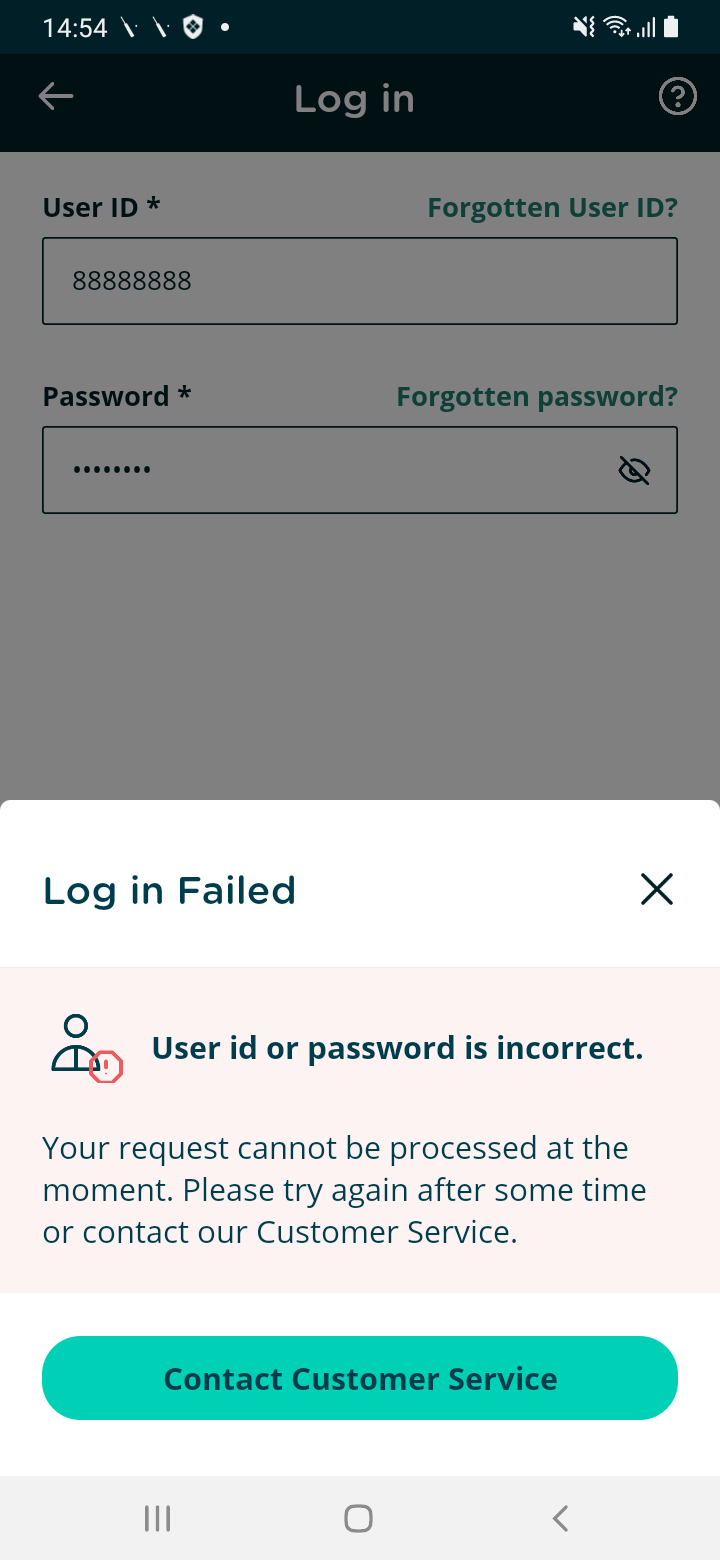 14:54
Log in
User ID * Forgotten User ID?
88888888
Password * Forgotten password?
••••••••
Log in Failed
User id or password is incorrect.
Your request cannot be processed at the
moment. Please try again after some time
or contact our Customer Service.
Contact Customer Service